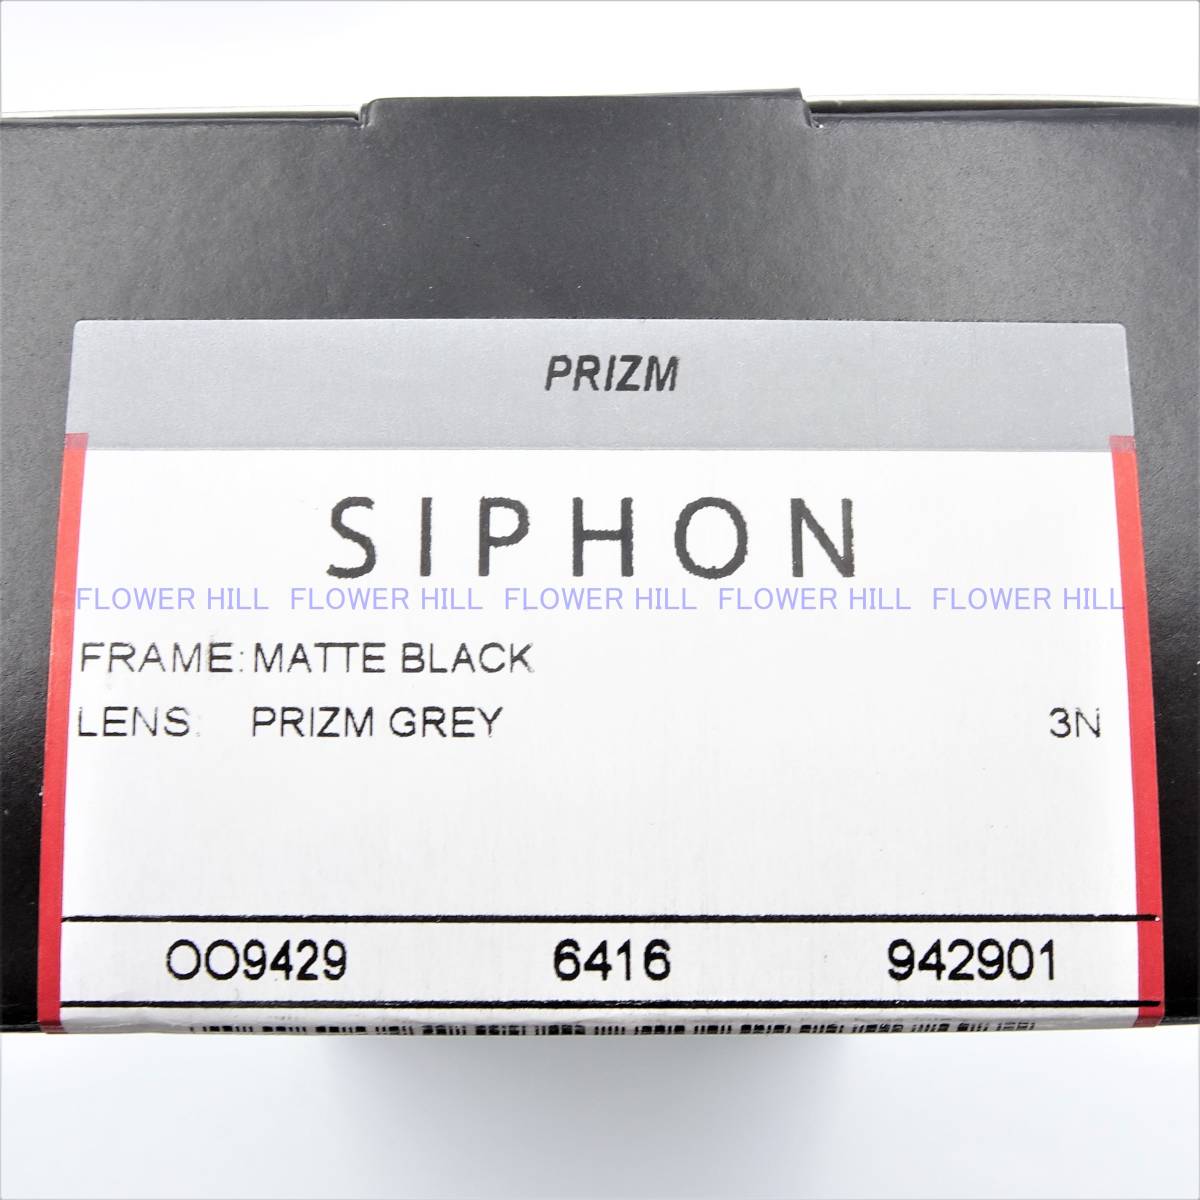 PRIZM
SIPHON
FLOWER HILL FLOWER HILL FLOWER HILL FLOWER HILL FLOWER HILL
FRAME: MATTE BLACK
LENS: PRIZM GREY 3N
OO9429 6416 942901